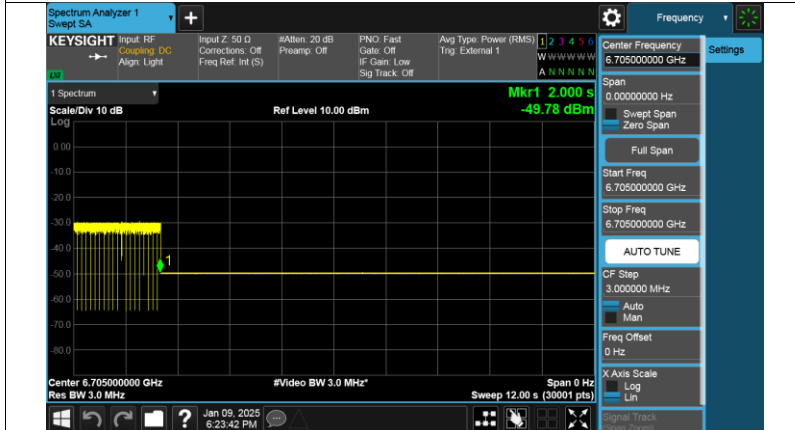 Spectrum Analyzer 1
Swept SA
Frequency
KEYSIGHT
Input: RF
Coupling: DC
Align: Light
Input Z: 50 Ω
Corrections: Off
Freq Ref: Int (S)
#Atten: 20 dB
Preamp: Off
PNO: Fast
Gate: Off
IF Gain: Low
Sig Track: Off
Avg Type: Power (RMS)
Trig: External 1
1 2 3 4 5 6
W W W W W W
A N N N N N
1 Spectrum
Mkr1 2.000 s
-49.78 dBm
Scale/Div 10 dB
Ref Level 10.00 dBm
Log
0.00
-10.0
-20.0
-30.0
-40.0
-50.0
-60.0
-70.0
-80.0
1
Center 6.705000000 GHz
#Video BW 3.0 MHz*
Span 0 Hz
Res BW 3.0 MHz
Sweep 12.00 s (30001 pts)
Jan 09, 2025
6:23:42 PM
Center Frequency
6.705000000 GHz
Settings
Span
0.00000000 Hz
Swept Span
Zero Span
Full Span
Start Freq
6.705000000 GHz
Stop Freq
6.705000000 GHz
AUTO TUNE
CF Step
3.000000 MHz
Auto
Man
Freq Offset
0 Hz
X Axis Scale
Log
Lin
Signal Track
(Span Zoom)